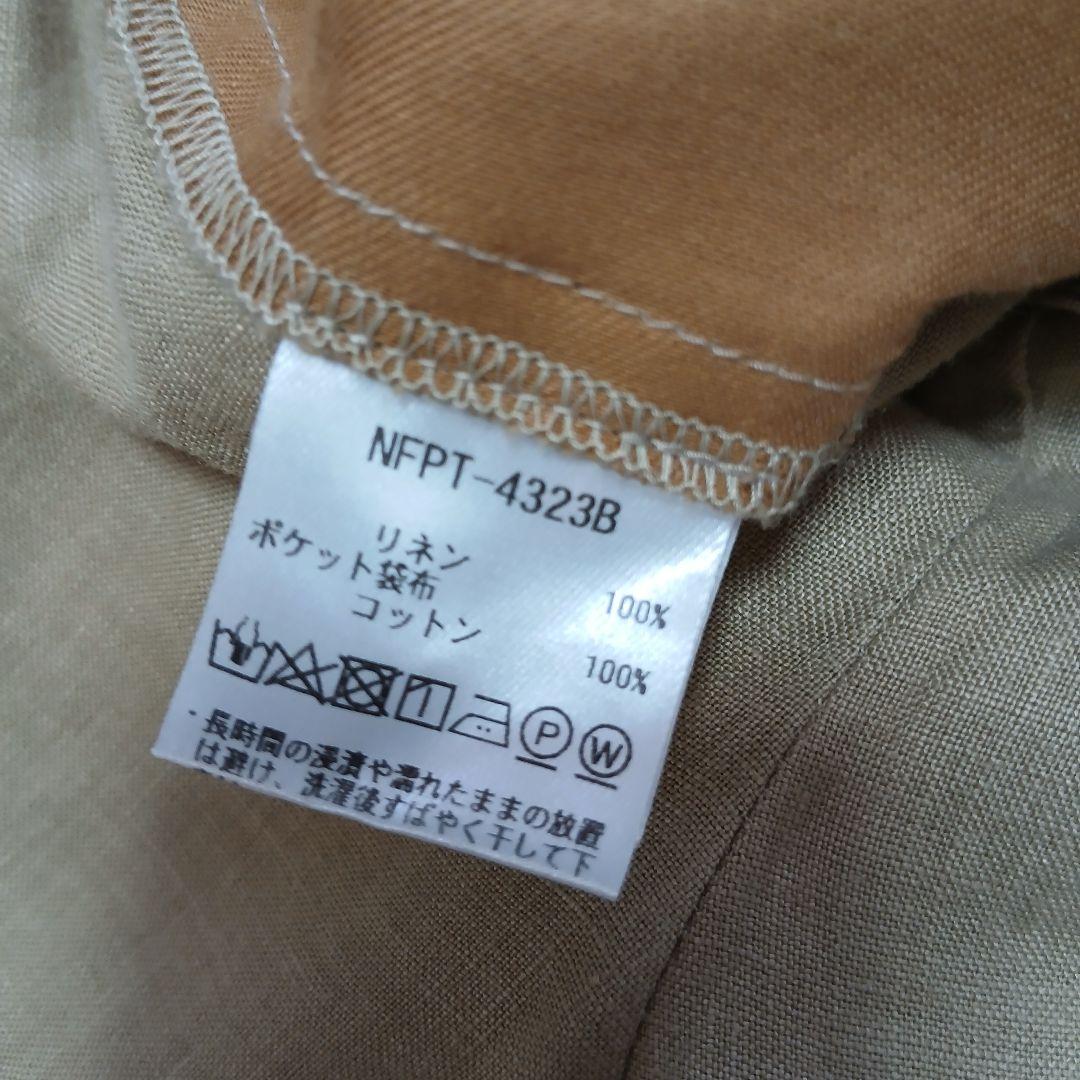 NFPT-4323B
リネン 100%
ポケット袋布
コットン 100%
P W
・長時間の浸漬や濡れたままの放置
は避け、洗濯後すばやく干して下